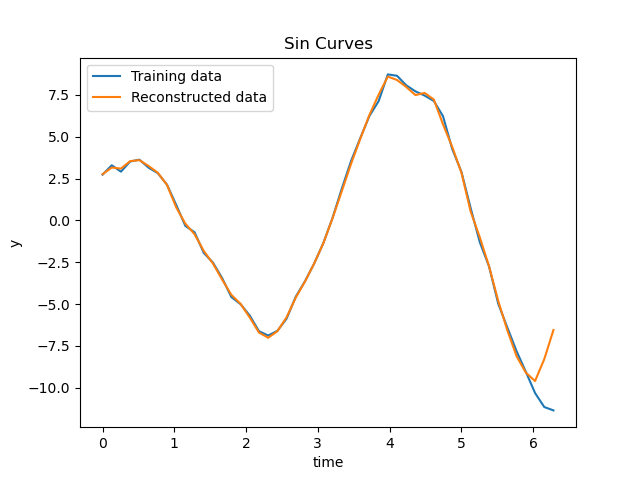 Sin Curves
Training data
Reconstructed data
7.5
5.0
2.5
0.0
−2.5
−5.0
−7.5
−10.0
y
0 1 2 3 4 5 6
time